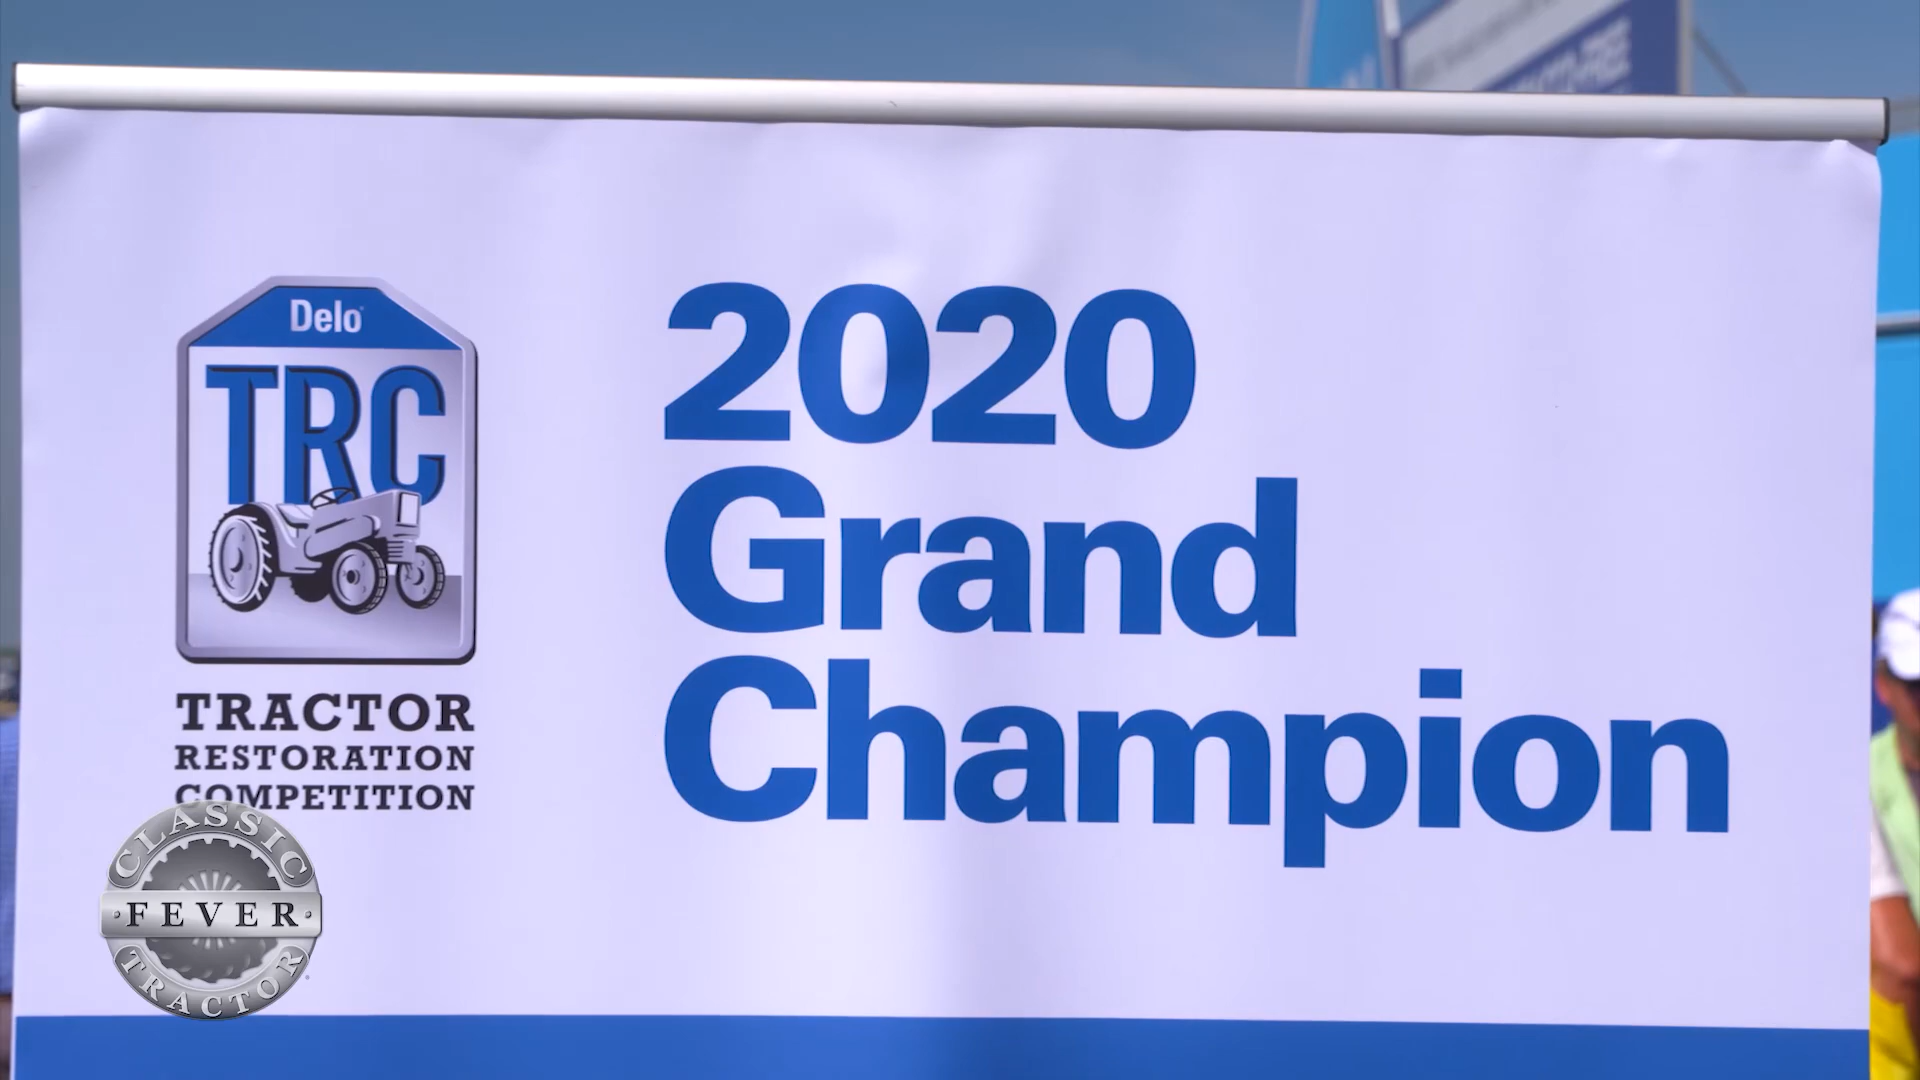 Delo
TRC
TRACTOR
RESTORATION
COMPETITION
2020
Grand
Champion
CLASSIC
FEVER
TRACTOR